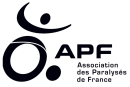 APF
Association
des Paralysés
de France